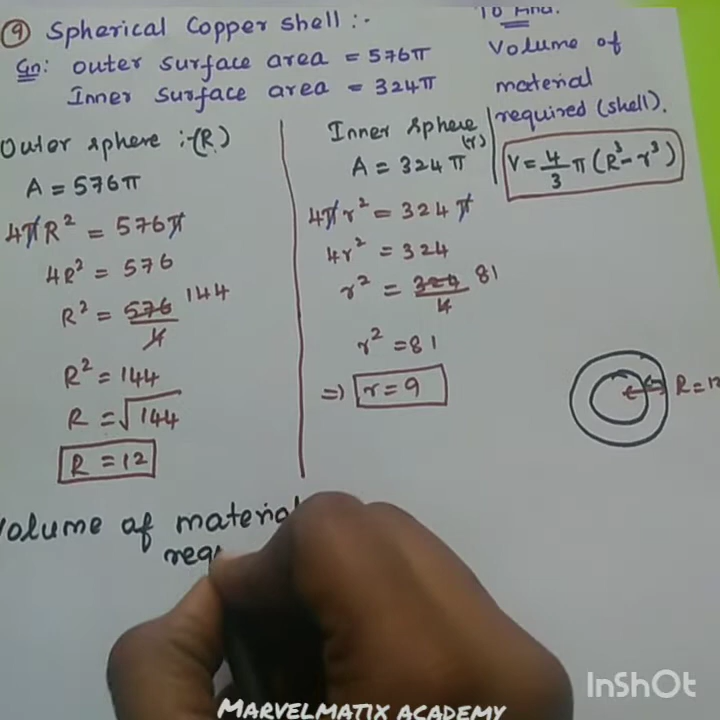 ⑨ Spherical Copper shell :-
Gn: outer surface area = 576π
Inner surface area = 324π
To find:
Volume of
material
required (shell).
V = 4/3 π (R³ - r³)
Outer sphere :- (R)
A = 576π
4πR² = 576π
4R² = 576
R² = 576/4 144
R² = 144
R = √144
R = 12
Inner sphere (r)
A = 324π
4πr² = 324π
4r² = 324
r² = 324/4 81
r² = 81
⇒ r = 9
R = 12
Volume of material
MARVELMATIX ACADEMY
InShOt